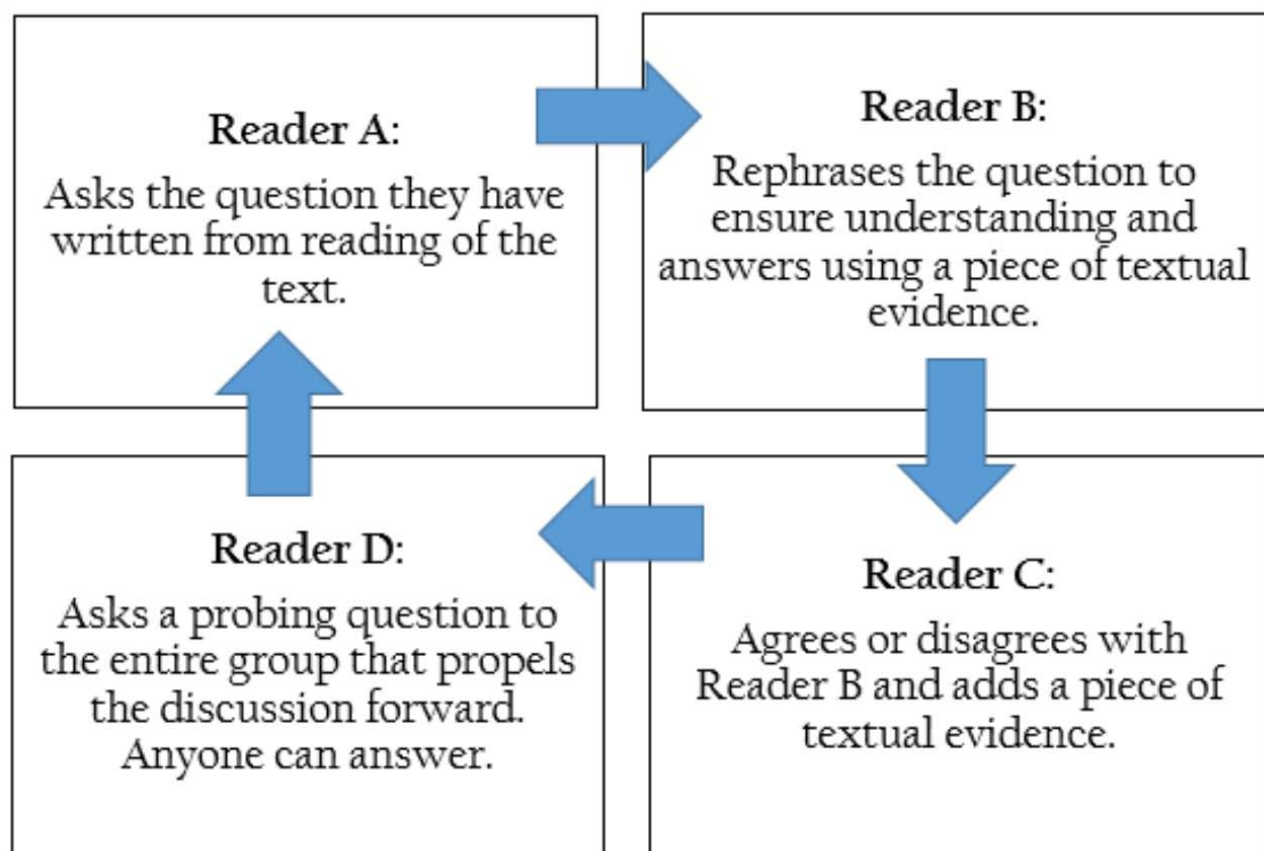 Reader A:
Asks the question they have
written from reading of the
text.
Reader B:
Rephrases the question to
ensure understanding and
answers using a piece of textual
evidence.
Reader C:
Agrees or disagrees with
Reader B and adds a piece of
textual evidence.
Reader D:
Asks a probing question to
the entire group that propels
the discussion forward.
Anyone can answer.